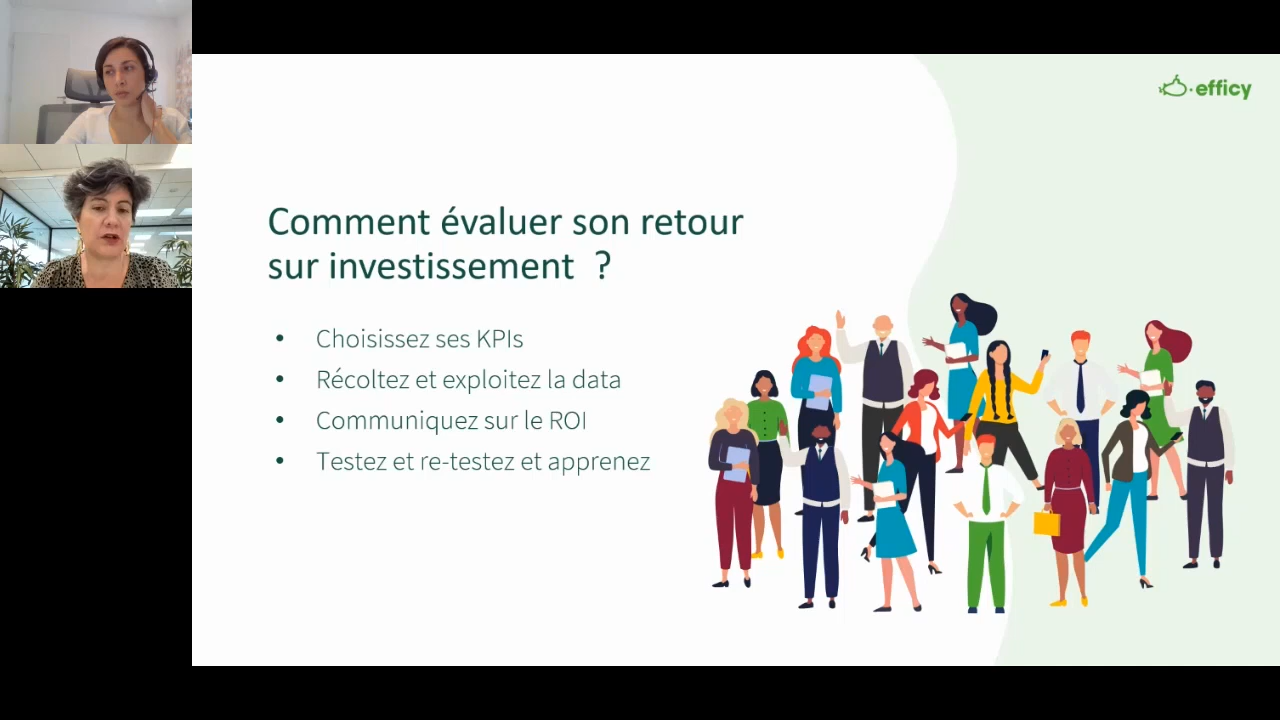 efficy
Comment évaluer son retour
sur investissement ?
• Choisissez ses KPIs
• Récoltez et exploitez la data
• Communiquez sur le ROI
• Testez et re-testez et apprenez